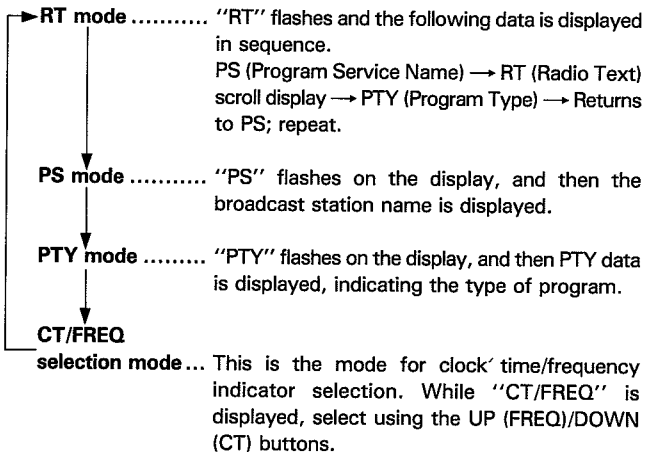 RT mode ........... "RT" flashes and the following data is displayed
in sequence.
PS (Program Service Name) → RT (Radio Text)
scroll display → PTY (Program Type) → Returns
to PS; repeat.
PS mode ........... "PS" flashes on the display, and then the
broadcast station name is displayed.
PTY mode ......... "PTY" flashes on the display, and then PTY data
is displayed, indicating the type of program.
CT/FREQ
selection mode ... This is the mode for clock time/frequency
indicator selection. While "CT/FREQ" is
displayed, select using the UP (FREQ)/DOWN
(CT) buttons.